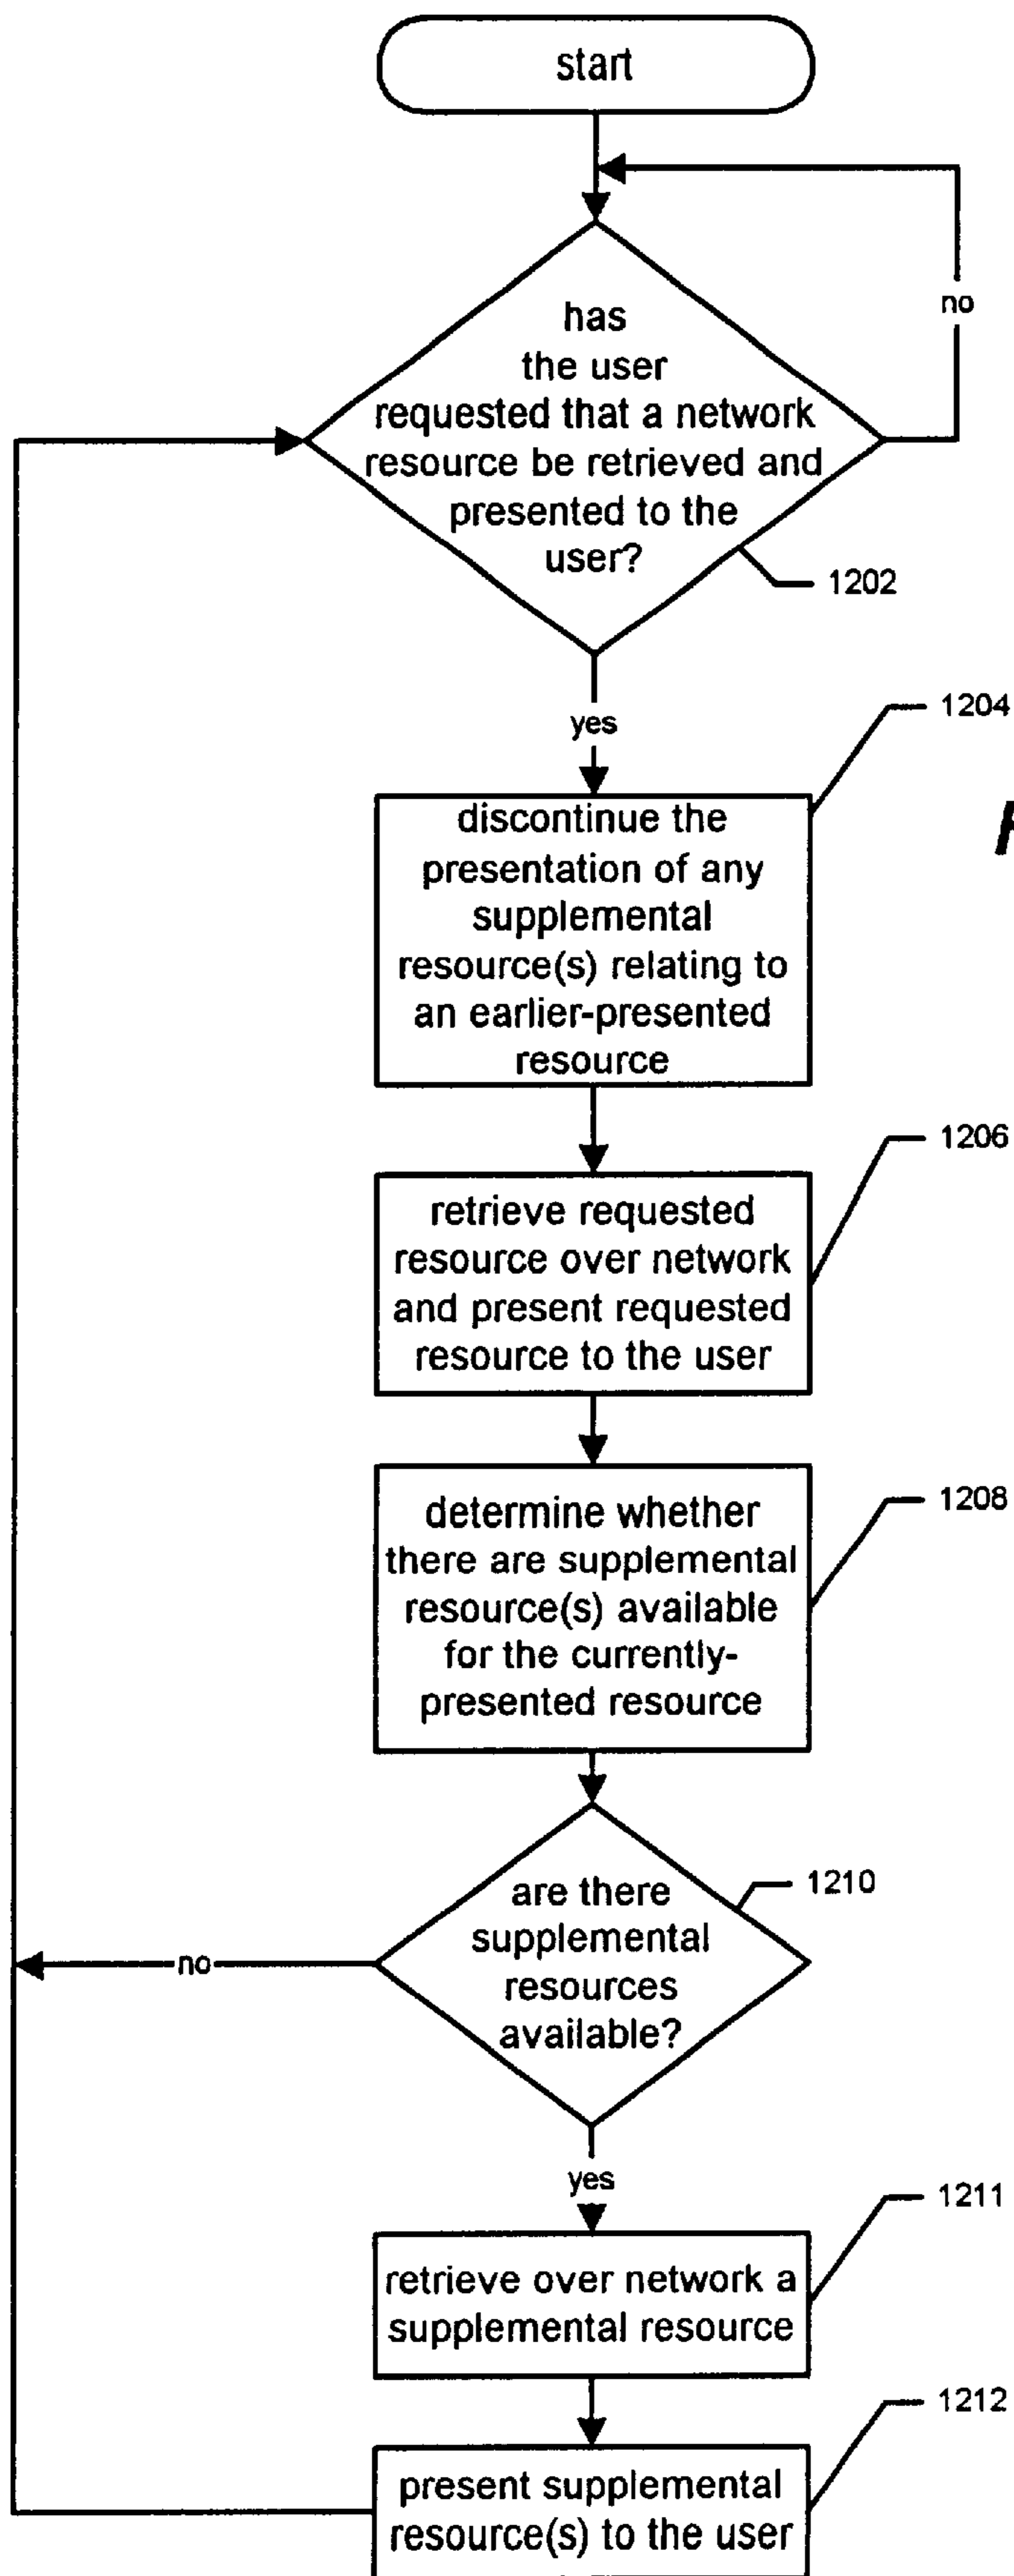 start
no
has
the user
requested that a network
resource be retrieved and
presented to the
user?
1202
yes
1204
discontinue the
presentation of any
supplemental
resource(s) relating to
an earlier-presented
resource
1206
retrieve requested
resource over network
and present requested
resource to the user
1208
determine whether
there are supplemental
resource(s) available
for the currently-
presented resource
1210
are there
supplemental
resources
available?
no
yes
1211
retrieve over network a
supplemental resource
1212
present supplemental
resource(s) to the user